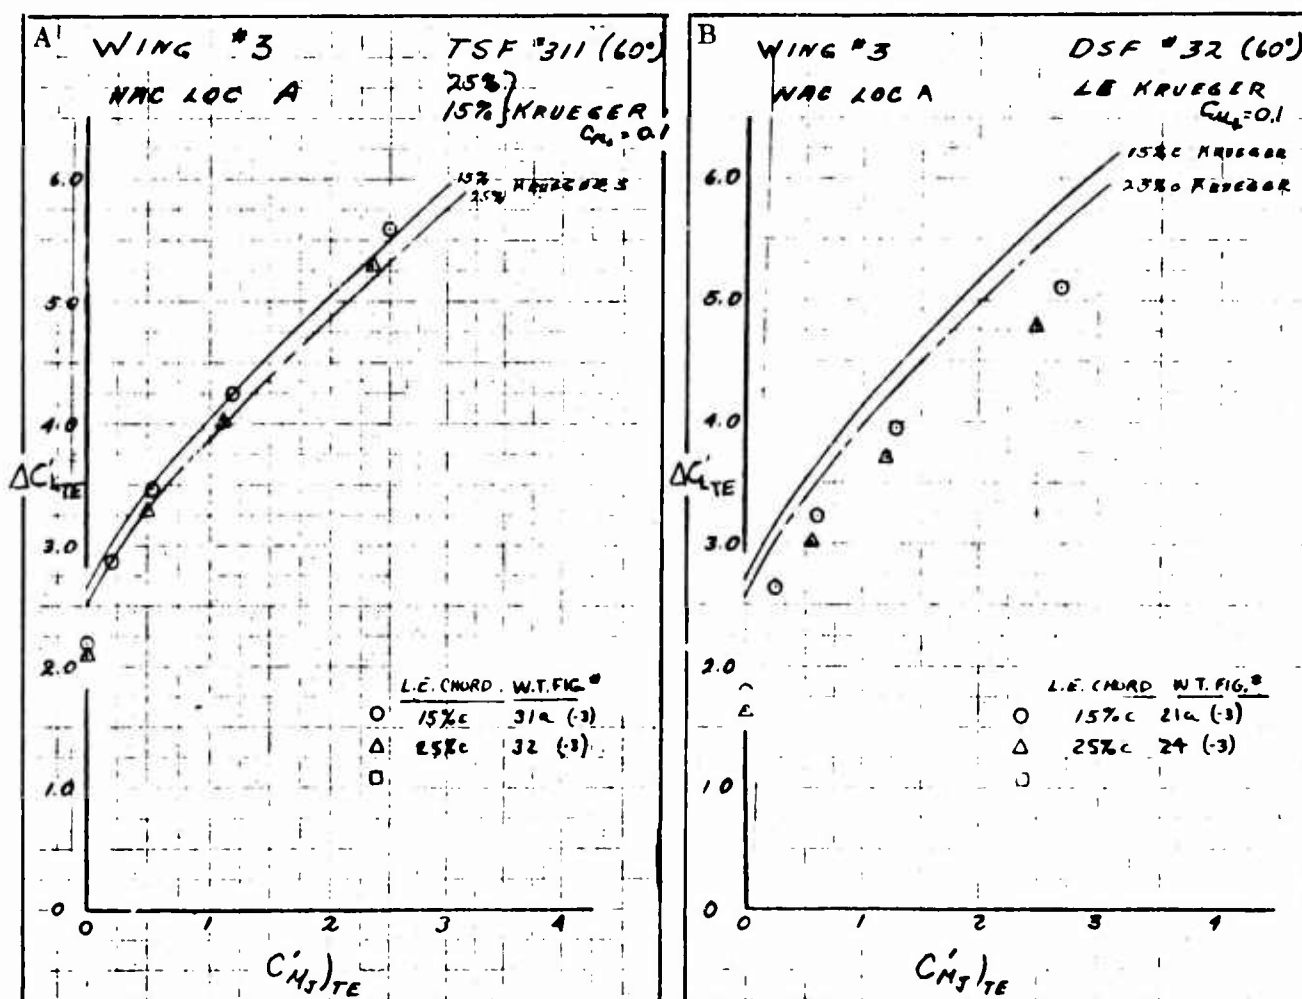 A
WING #3 TSF #311 (60°)
NAC LOC A
25%
15% KRUEGER
Cμ = 0.1
15%
25% KRUEGERS
6.0
5.0
4.0
ΔC'L TE
3.0
2.0
L.E. CHORD W.T. FIG. #
○ 15%c 31a (-3)
△ 25%c 32 (-3)
□
1.0
0
0 1 2 3 4
C'μJ)TE
B
WING #3 DSF #32 (60°)
NAC LOC A LE KRUEGER
=0.1
15%c KRUEGER
25%c KRUEGER
6.0
5.0
4.0
ΔC'L TE
3.0
2.0
L.E. CHORD W.T. FIG. #
○ 15%c 21a (-3)
△ 25%c 24 (-3)
1.0
0
0 1 2 3 4
C'μJ)TE